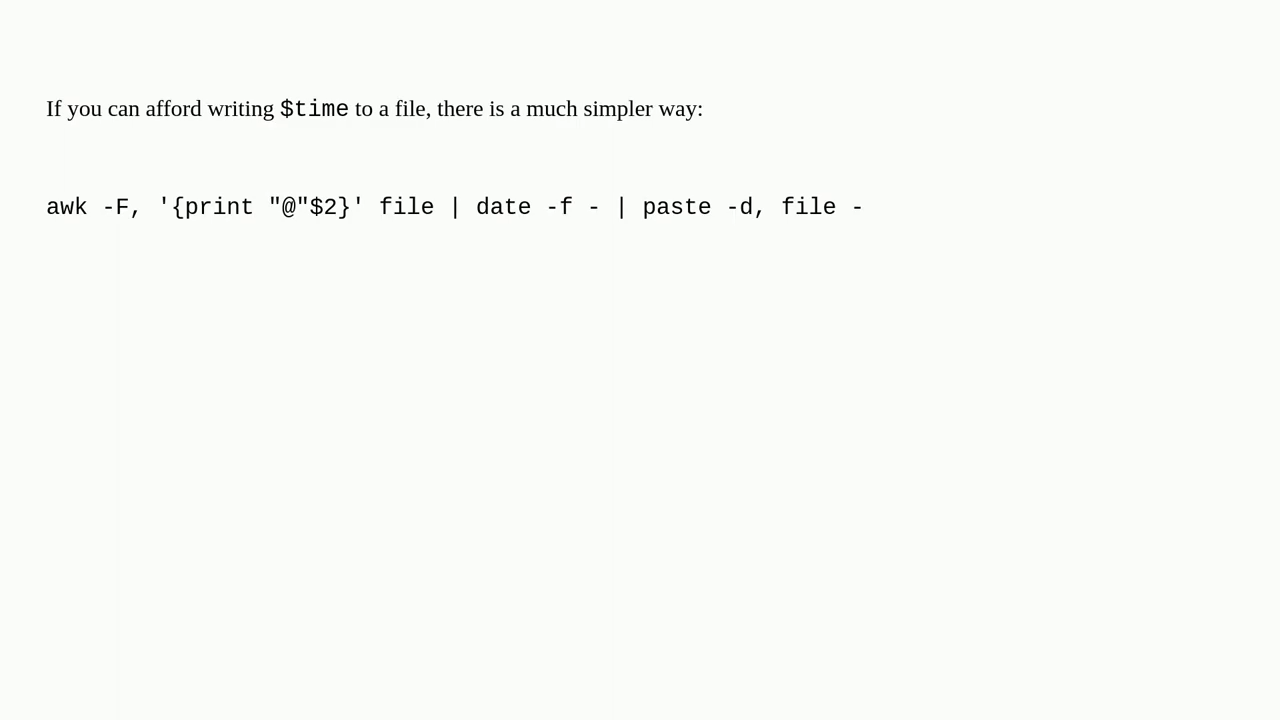 If you can afford writing $time to a file, there is a much simpler way:
awk -F, '{print "@"$2}' file | date -f - | paste -d, file -